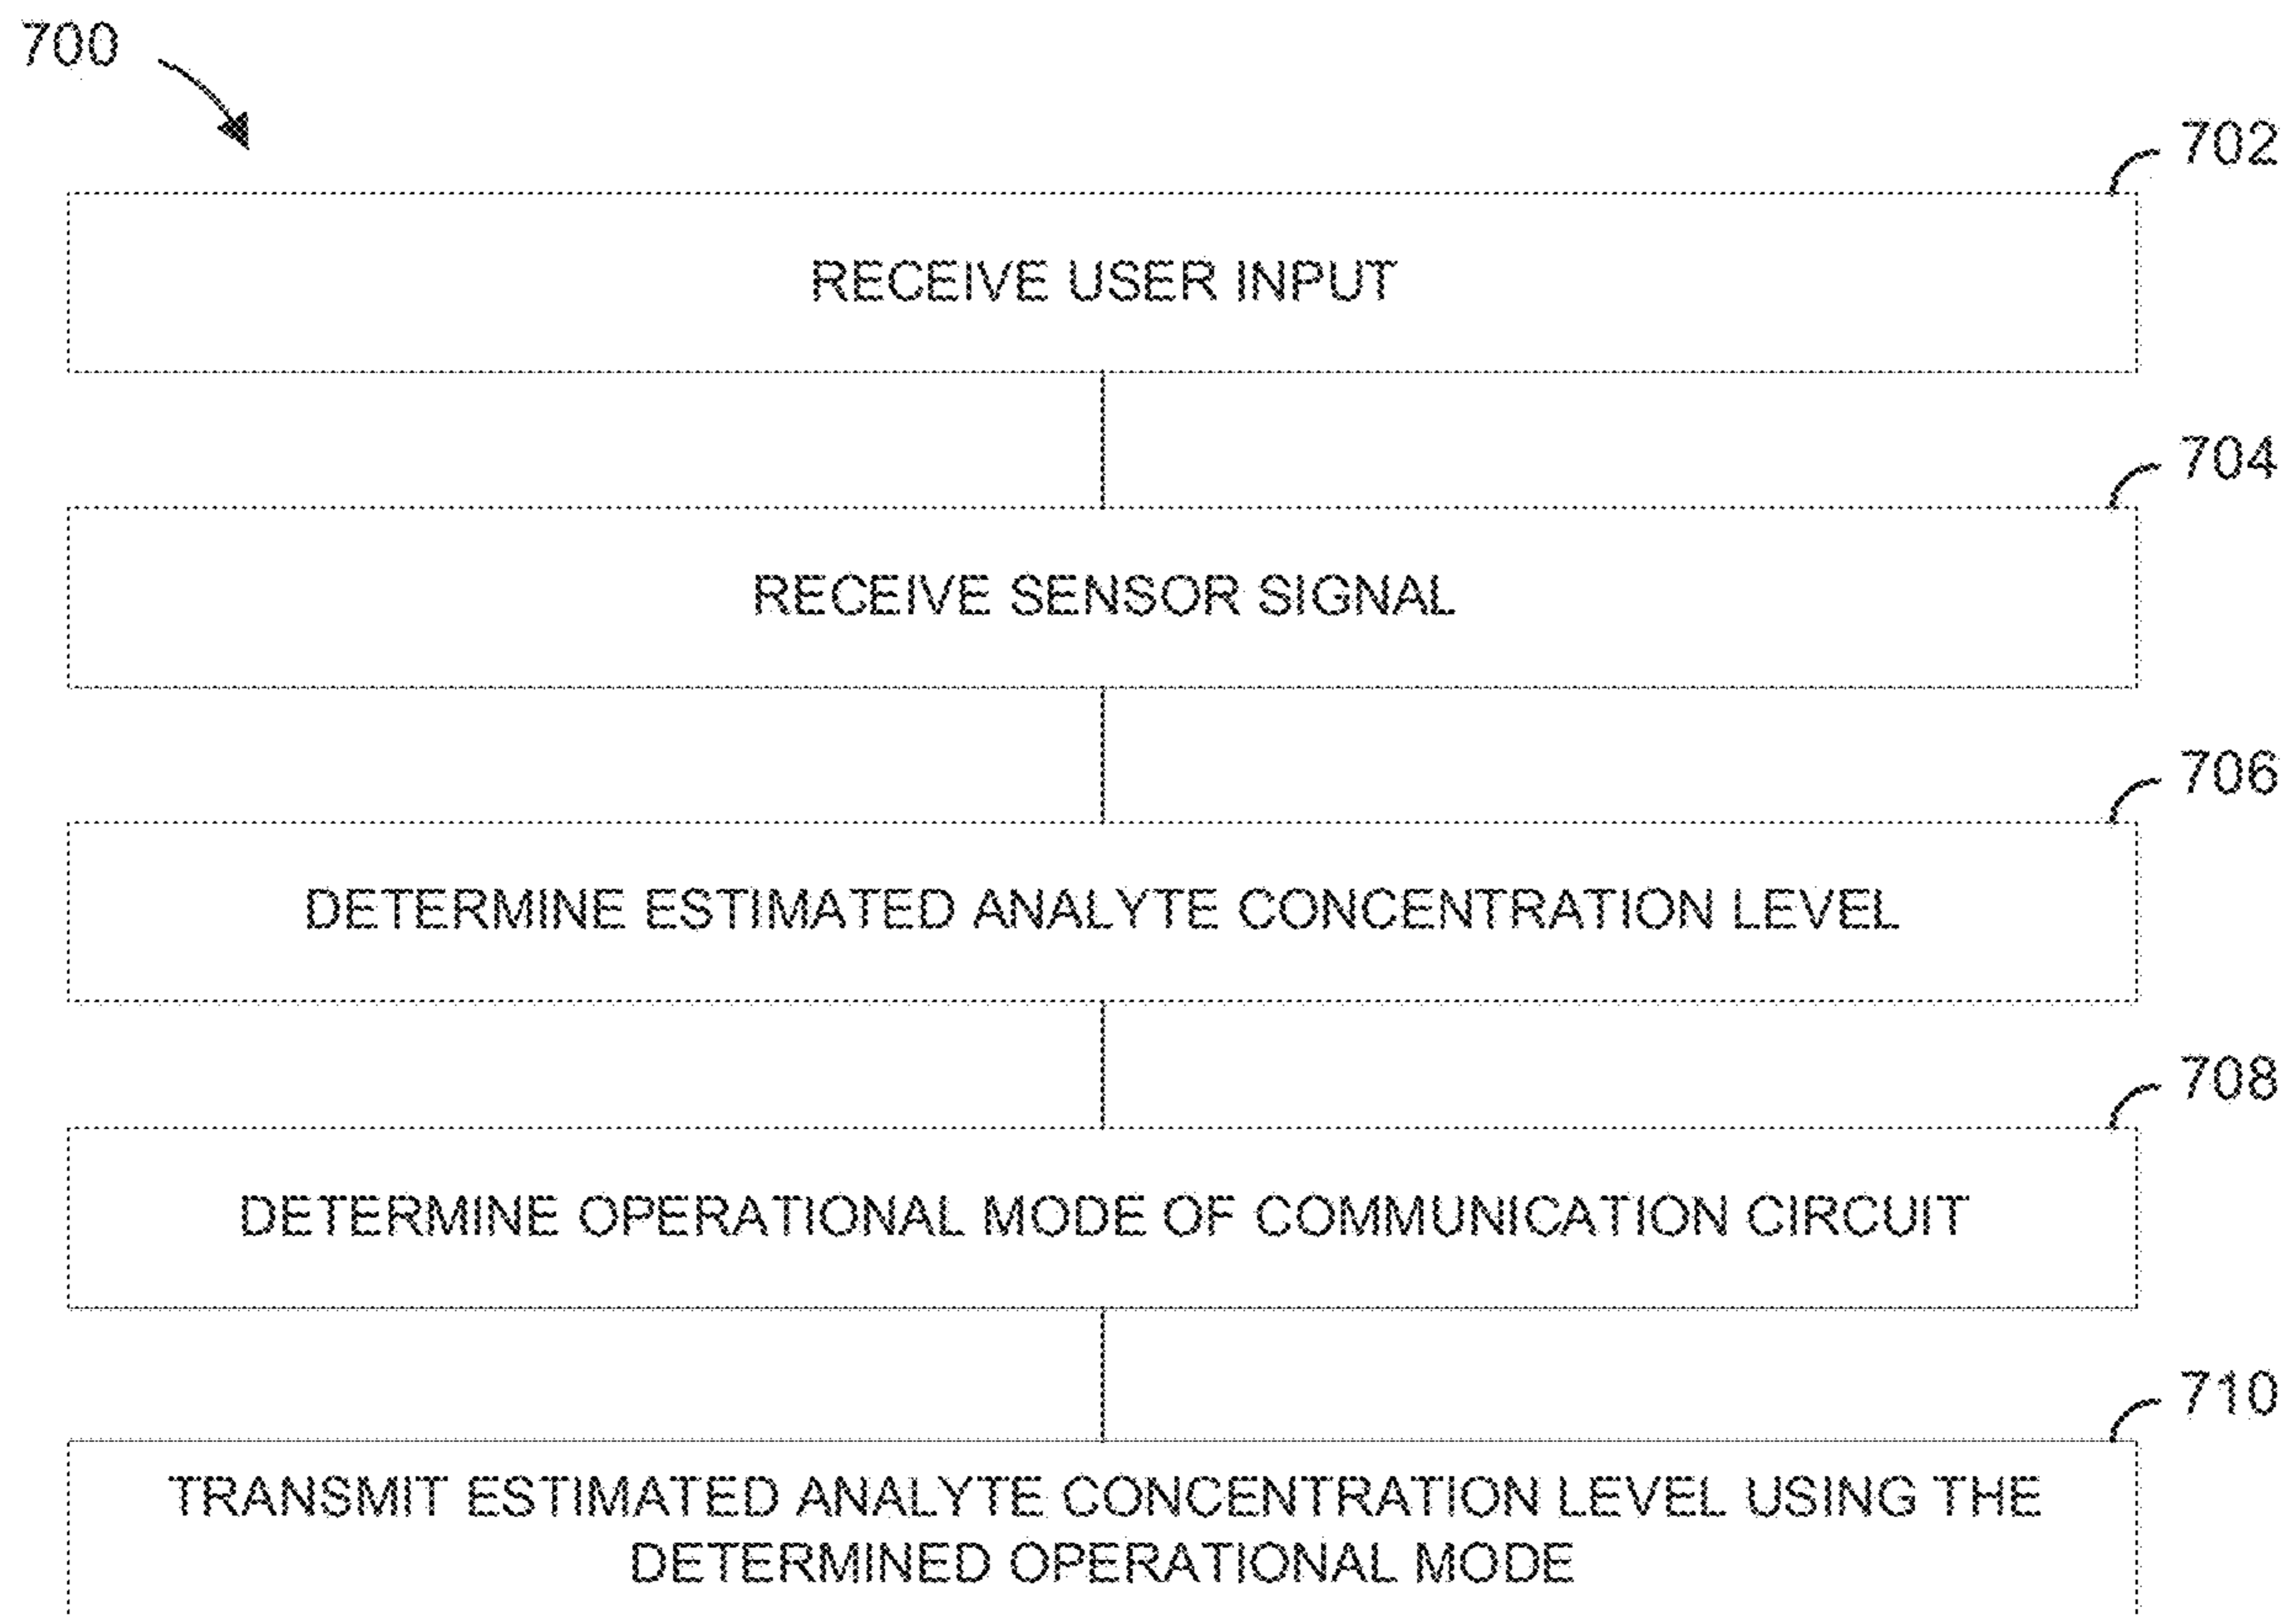 700
702
RECEIVE USER INPUT
704
RECEIVE SENSOR SIGNAL
706
DETERMINE ESTIMATED ANALYTE CONCENTRATION LEVEL
708
DETERMINE OPERATIONAL MODE OF COMMUNICATION CIRCUIT
710
TRANSMIT ESTIMATED ANALYTE CONCENTRATION LEVEL USING THE
DETERMINED OPERATIONAL MODE